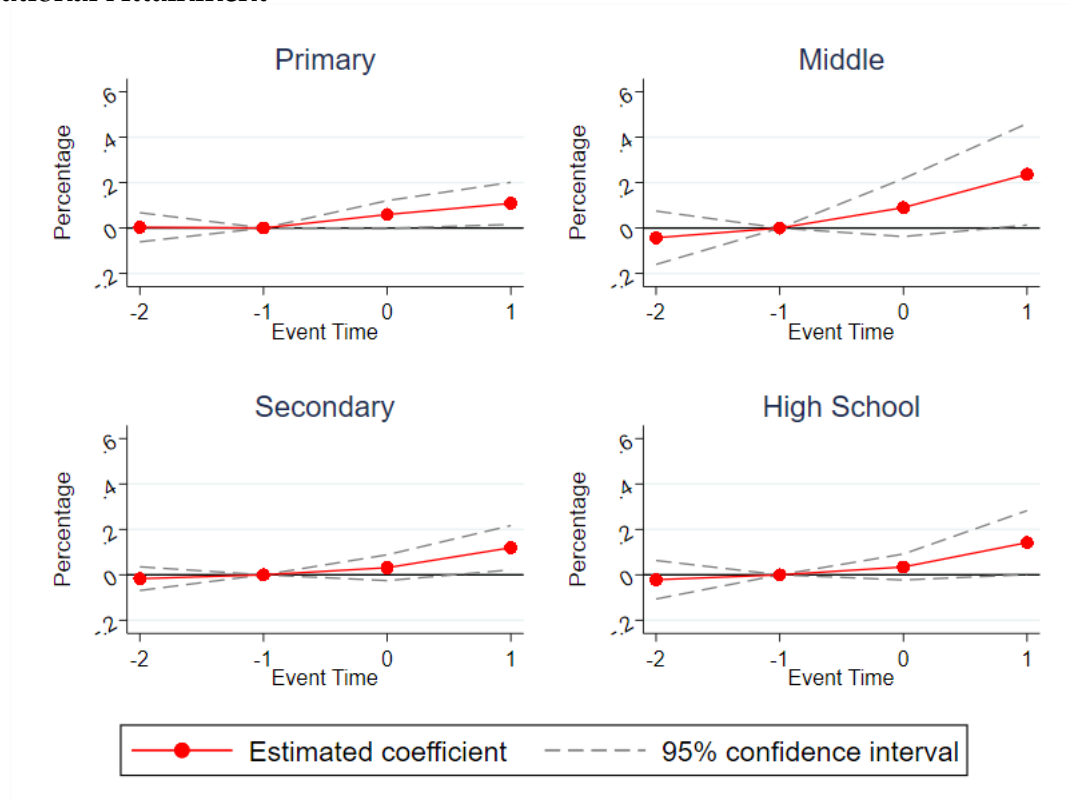 Primary
Percentage
.6
.4
.2
0
-.2
-2
-1
0
1
Event Time
Middle
Percentage
.6
.4
.2
0
-.2
-2
-1
0
1
Event Time
Secondary
Percentage
.6
.4
.2
0
-.2
-2
-1
0
1
Event Time
High School
Percentage
.6
.4
.2
0
-.2
-2
-1
0
1
Event Time
Estimated coefficient
95% confidence interval